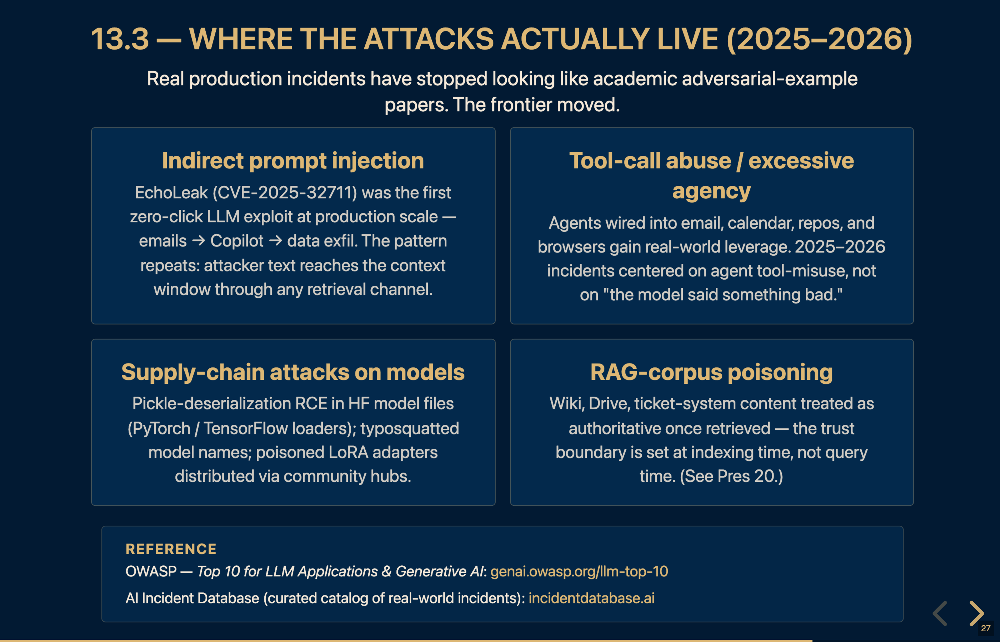 13.3 — WHERE THE ATTACKS ACTUALLY LIVE (2025–2026)
Real production incidents have stopped looking like academic adversarial-example
papers. The frontier moved.
Indirect prompt injection
EchoLeak (CVE-2025-32711) was the first
zero-click LLM exploit at production scale —
emails → Copilot → data exfil. The pattern
repeats: attacker text reaches the context
window through any retrieval channel.
Tool-call abuse / excessive
agency
Agents wired into email, calendar, repos, and
browsers gain real-world leverage. 2025–2026
incidents centered on agent tool-misuse, not
on "the model said something bad."
Supply-chain attacks on models
Pickle-deserialization RCE in HF model files
(PyTorch / TensorFlow loaders); typosquatted
model names; poisoned LoRA adapters
distributed via community hubs.
RAG-corpus poisoning
Wiki, Drive, ticket-system content treated as
authoritative once retrieved — the trust
boundary is set at indexing time, not query
time. (See Pres 20.)
REFERENCE
OWASP — Top 10 for LLM Applications & Generative AI: genai.owasp.org/llm-top-10
AI Incident Database (curated catalog of real-world incidents): incidentdatabase.ai
27